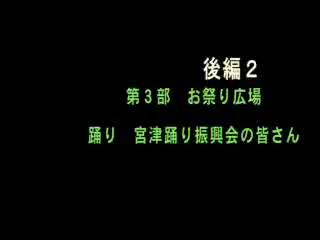 後編２
第３部　お祭り広場
踊り　宮津踊り振興会の皆さん